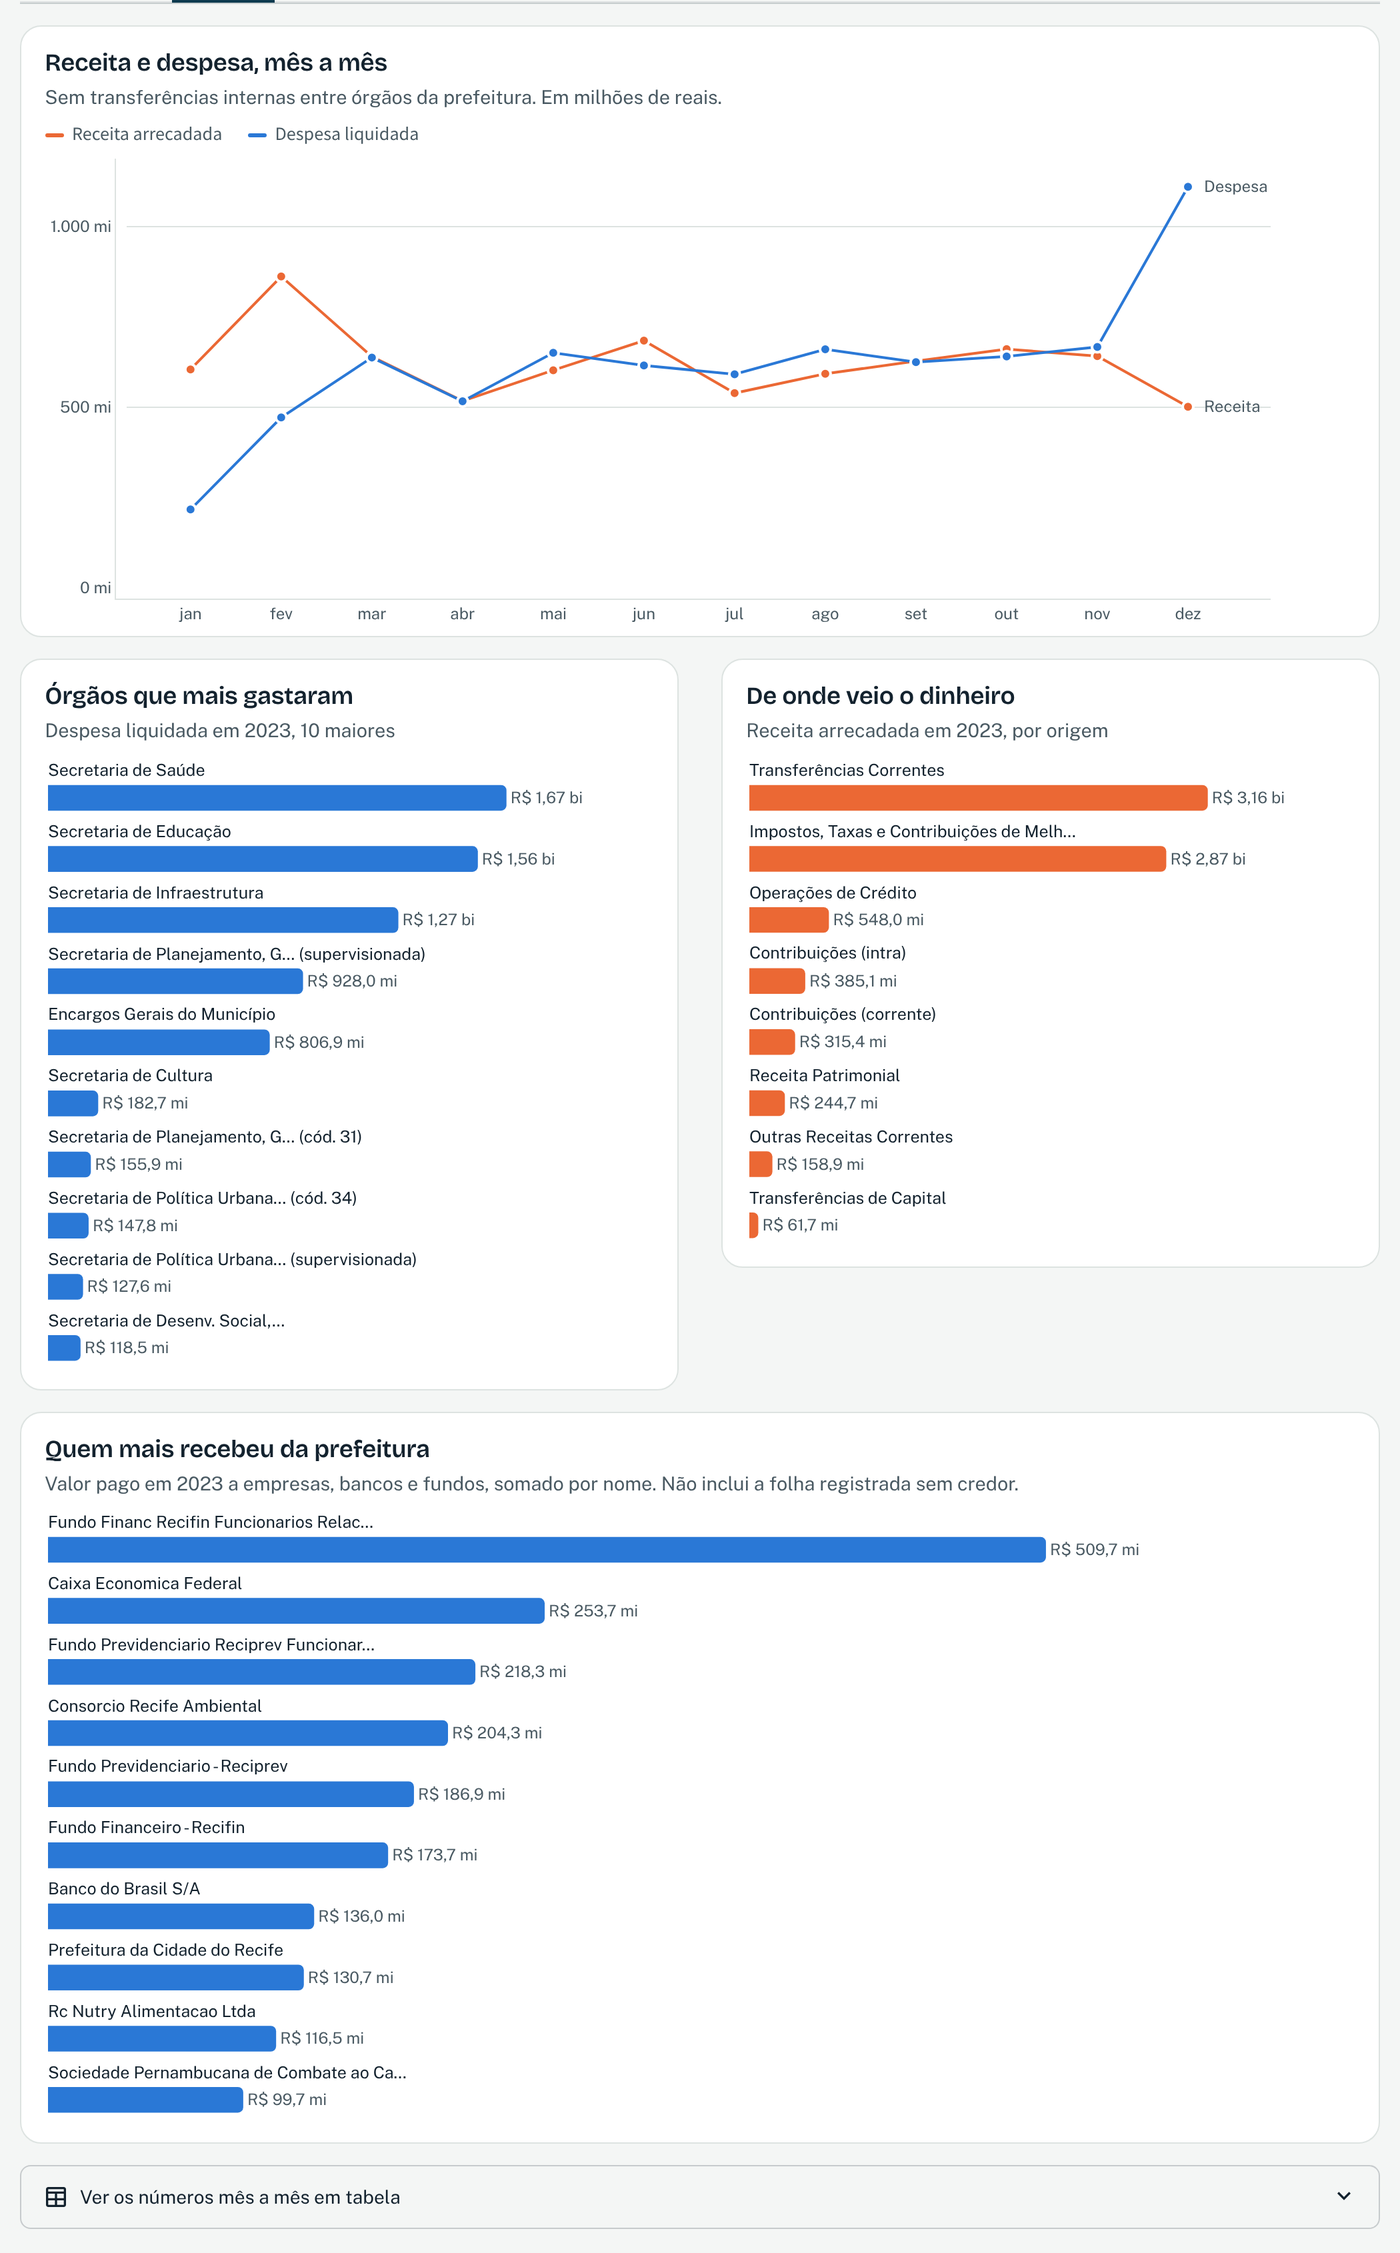 Receita e despesa, mês a mês
Sem transferências internas entre órgãos da prefeitura. Em milhões de reais.
Receita arrecadada
Despesa liquidada
Despesa
1.000 mi
500 mi
Receita
0 mi
jan fev mar abr mai jun jul ago set out nov dez
Órgãos que mais gastaram
Despesa liquidada em 2023, 10 maiores
Secretaria de Saúde
R$ 1,67 bi
Secretaria de Educação
R$ 1,56 bi
Secretaria de Infraestrutura
R$ 1,27 bi
Secretaria de Planejamento, G... (supervisionada)
R$ 928,0 mi
Encargos Gerais do Município
R$ 806,9 mi
Secretaria de Cultura
R$ 182,7 mi
Secretaria de Planejamento, G... (cód. 31)
R$ 155,9 mi
Secretaria de Política Urbana... (cód. 34)
R$ 147,8 mi
Secretaria de Política Urbana... (supervisionada)
R$ 127,6 mi
Secretaria de Desenv. Social,...
R$ 118,5 mi
De onde veio o dinheiro
Receita arrecadada em 2023, por origem
Transferências Correntes
R$ 3,16 bi
Impostos, Taxas e Contribuições de Melh...
R$ 2,87 bi
Operações de Crédito
R$ 548,0 mi
Contribuições (intra)
R$ 385,1 mi
Contribuições (corrente)
R$ 315,4 mi
Receita Patrimonial
R$ 244,7 mi
Outras Receitas Correntes
R$ 158,9 mi
Transferências de Capital
R$ 61,7 mi
Quem mais recebeu da prefeitura
Valor pago em 2023 a empresas, bancos e fundos, somado por nome. Não inclui a folha registrada sem credor.
Fundo Financ Recifin Funcionarios Relac...
R$ 509,7 mi
Caixa Economica Federal
R$ 253,7 mi
Fundo Previdenciario Reciprev Funcionar...
R$ 218,3 mi
Consorcio Recife Ambiental
R$ 204,3 mi
Fundo Previdenciario - Reciprev
R$ 186,9 mi
Fundo Financeiro - Recifin
R$ 173,7 mi
Banco do Brasil S/A
R$ 136,0 mi
Prefeitura da Cidade do Recife
R$ 130,7 mi
Rc Nutry Alimentacao Ltda
R$ 116,5 mi
Sociedade Pernambucana de Combate ao Ca...
R$ 99,7 mi
Ver os números mês a mês em tabela